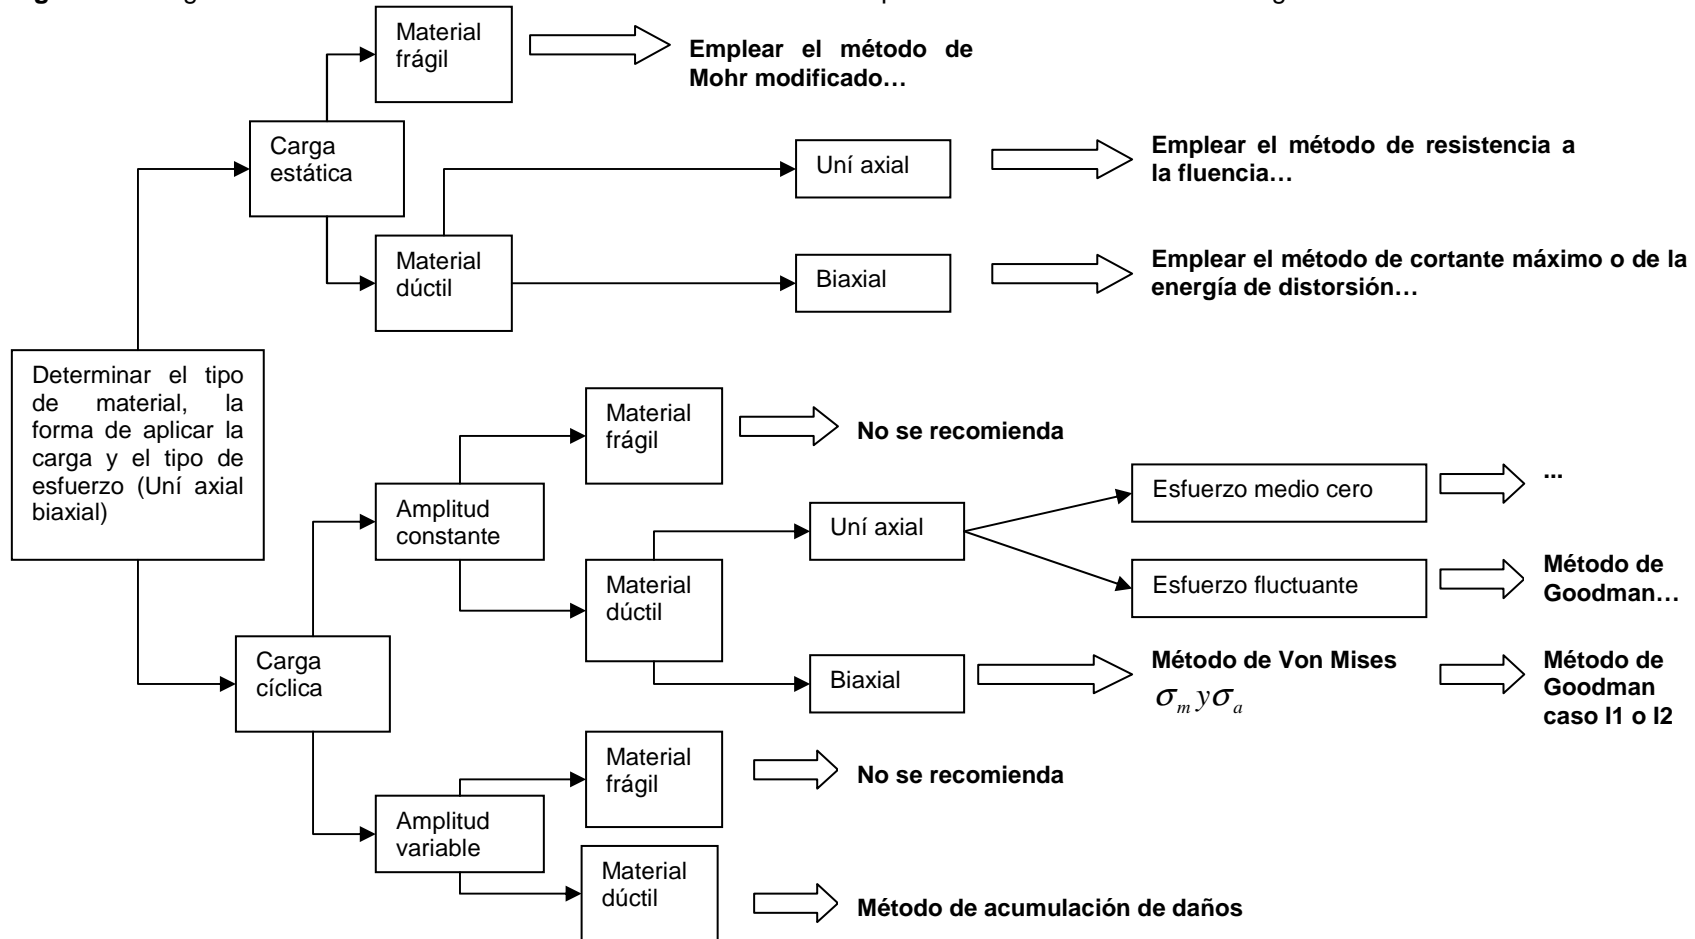 Material
frágil
Emplear el método de
Mohr modificado…
Carga
estática
Uní axial
Emplear el método de resistencia a
la fluencia…
Material
dúctil
Biaxial
Emplear el método de cortante máximo o de la
energía de distorsión…
Determinar el tipo
de material, la
forma de aplicar la
carga y el tipo de
esfuerzo (Uní axial
biaxial)
Material
frágil
No se recomienda
Amplitud
constante
Uní axial
Esfuerzo medio cero
...
Material
dúctil
Esfuerzo fluctuante
Método de
Goodman…
Carga
cíclica
Biaxial
Método de Von Mises
σm y σa
Método de
Goodman
caso I1 o I2
Material
frágil
No se recomienda
Amplitud
variable
Material
dúctil
Método de acumulación de daños